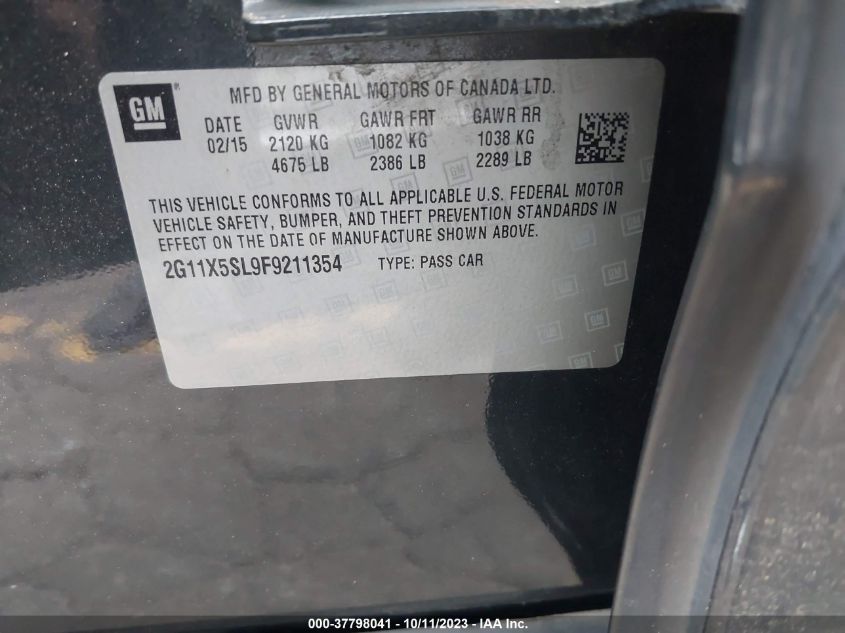 GM
MFD BY GENERAL MOTORS OF CANADA LTD.
DATE GVWR GAWR FRT GAWR RR
02/15 2120 KG 1082 KG 1038 KG
4675 LB 2386 LB 2289 LB
THIS VEHICLE CONFORMS TO ALL APPLICABLE U.S. FEDERAL MOTOR
VEHICLE SAFETY, BUMPER, AND THEFT PREVENTION STANDARDS IN
EFFECT ON THE DATE OF MANUFACTURE SHOWN ABOVE.
2G11X5SL9F9211354 TYPE: PASS CAR
000-37798041 - 10/11/2023 - IAA Inc.